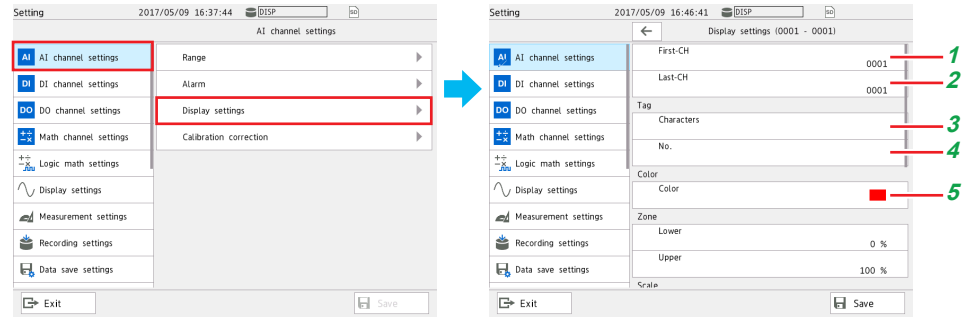 Setting 2017/05/09 16:37:44 DISP SD
AI channel settings
AI AI channel settings
DI DI channel settings
DO DO channel settings
Math channel settings
Logic math settings
Display settings
Measurement settings
Recording settings
Data save settings
Range
Alarm
Display settings
Calibration correction
Exit
Save
Setting 2017/05/09 16:46:41 DISP SD
Display settings (0001 - 0001)
AI AI channel settings
DI DI channel settings
DO DO channel settings
Math channel settings
Logic math settings
Display settings
Measurement settings
Recording settings
Data save settings
First-CH
0001
1
Last-CH
0001
2
Tag
Characters
3
No.
4
Color
Color
5
Zone
Lower
0 %
Upper
100 %
Scale
Exit
Save